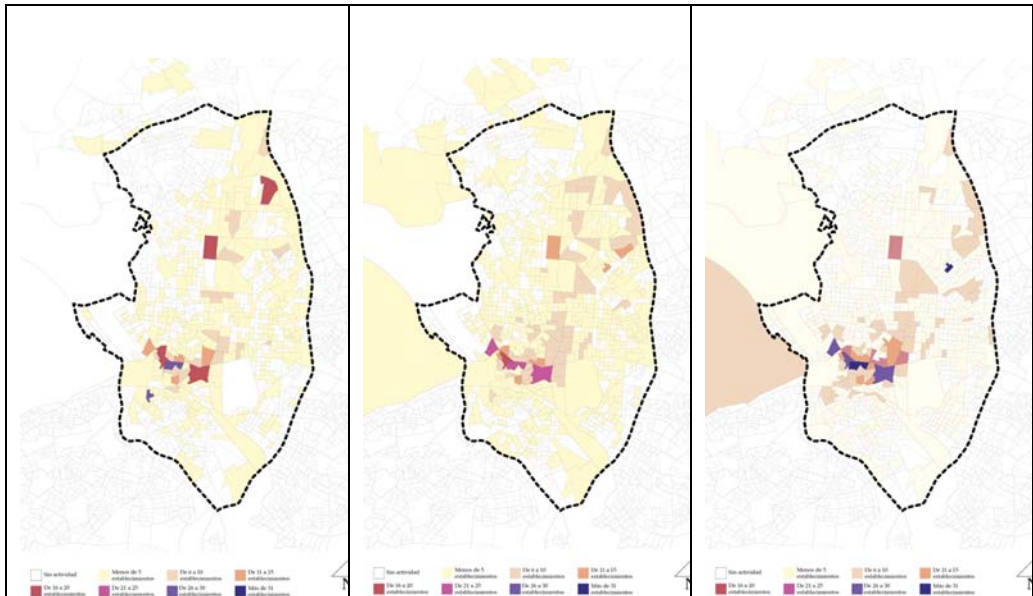 Sin actividad
Menos de 5
establecimientos
De 6 a 10
establecimientos
De 11 a 15
establecimientos
De 16 a 20
establecimientos
De 21 a 25
establecimientos
De 26 a 30
establecimientos
Más de 31
establecimientos
N
Sin actividad
Menos de 5
establecimientos
De 6 a 10
establecimientos
De 11 a 15
establecimientos
De 16 a 20
establecimientos
De 21 a 25
establecimientos
De 26 a 30
establecimientos
Más de 31
establecimientos
N
Sin actividad
Menos de 5
establecimientos
De 6 a 10
establecimientos
De 11 a 15
establecimientos
De 16 a 20
establecimientos
De 21 a 25
establecimientos
De 26 a 30
establecimientos
Más de 31
establecimientos
N